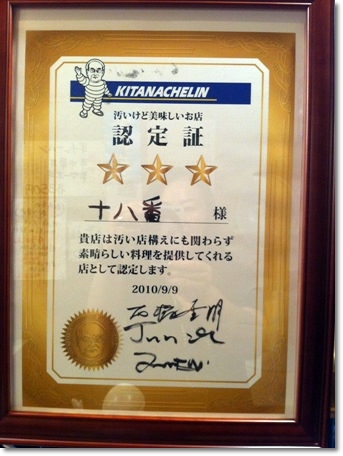 KITANACHELIN
汚いけど美味しいお店
認定証
十八番 様
貴店は汚い店構えにも関わらず
素晴らしい料理を提供してくれる
店として認定します。
2010/9/9